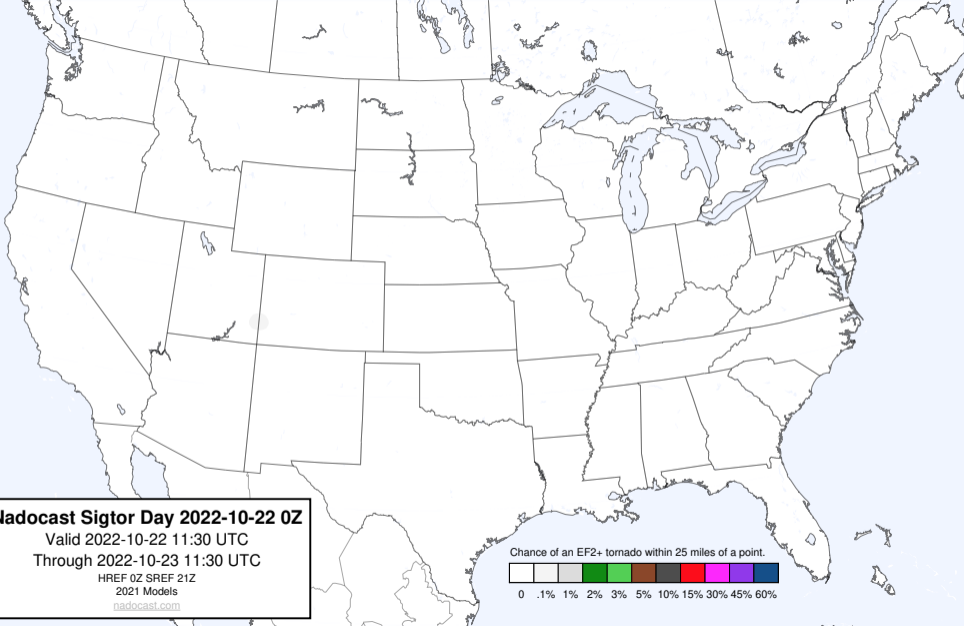 Nadocast Sigtor Day 2022-10-22 0Z
Valid 2022-10-22 11:30 UTC
Through 2022-10-23 11:30 UTC
HREF 0Z SREF 21Z
2021 Models
nadocast.com
Chance of an EF2+ tornado within 25 miles of a point.
0 .1% 1% 2% 3% 5% 10% 15% 30% 45% 60%